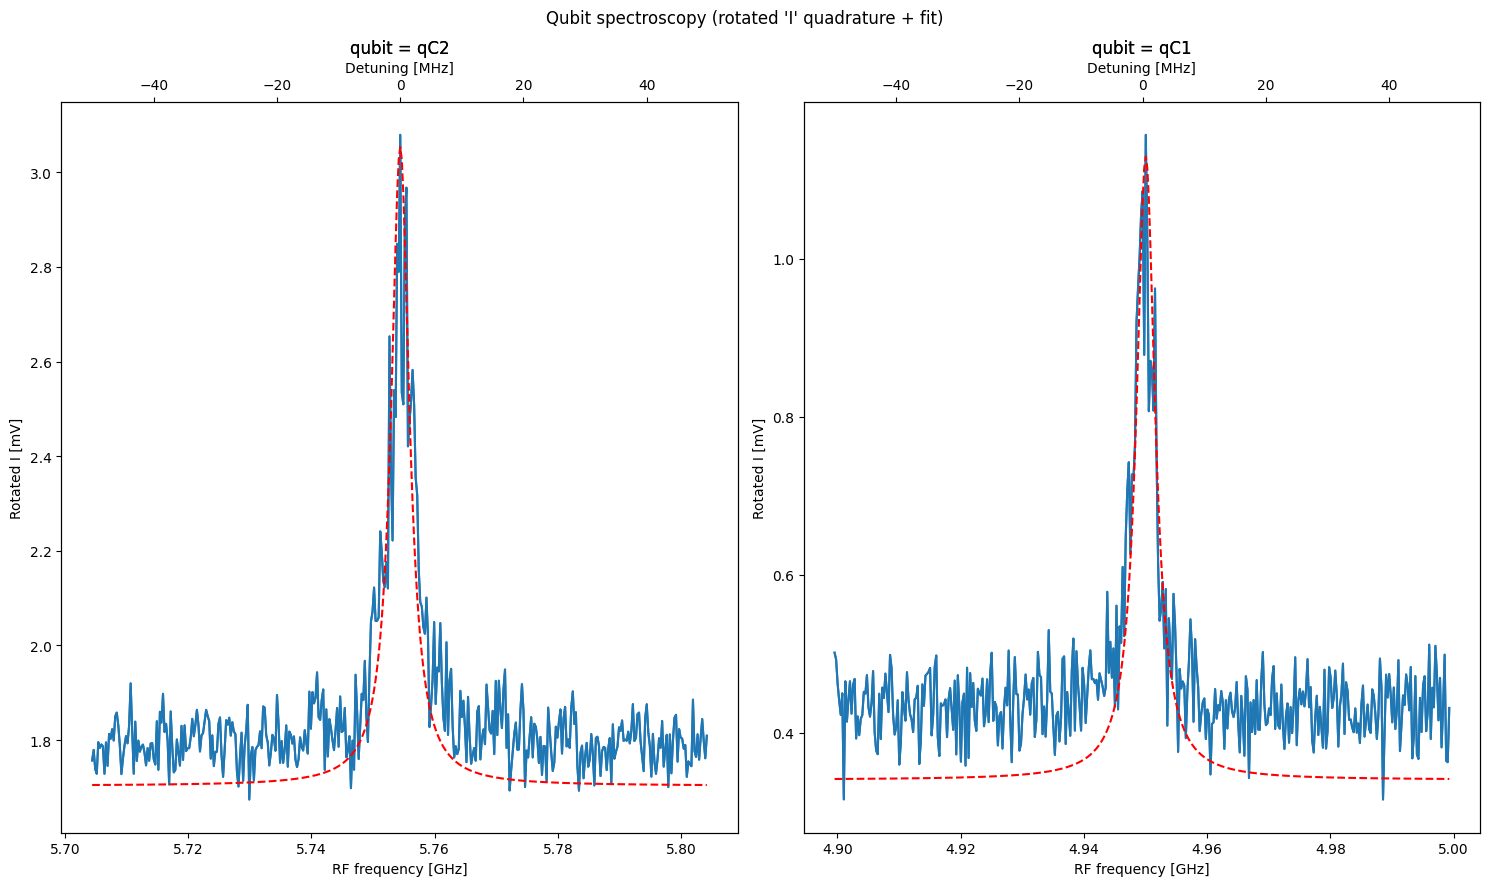 Qubit spectroscopy (rotated 'I' quadrature + fit)
qubit = qC2
Detuning [MHz]
−40 −20 0 20 40
3.0
2.8
2.6
2.4
2.2
2.0
1.8
Rotated I [mV]
5.70 5.72 5.74 5.76 5.78 5.80
RF frequency [GHz]
qubit = qC1
Detuning [MHz]
−40 −20 0 20 40
1.0
0.8
0.6
0.4
Rotated I [mV]
4.90 4.92 4.94 4.96 4.98 5.00
RF frequency [GHz]